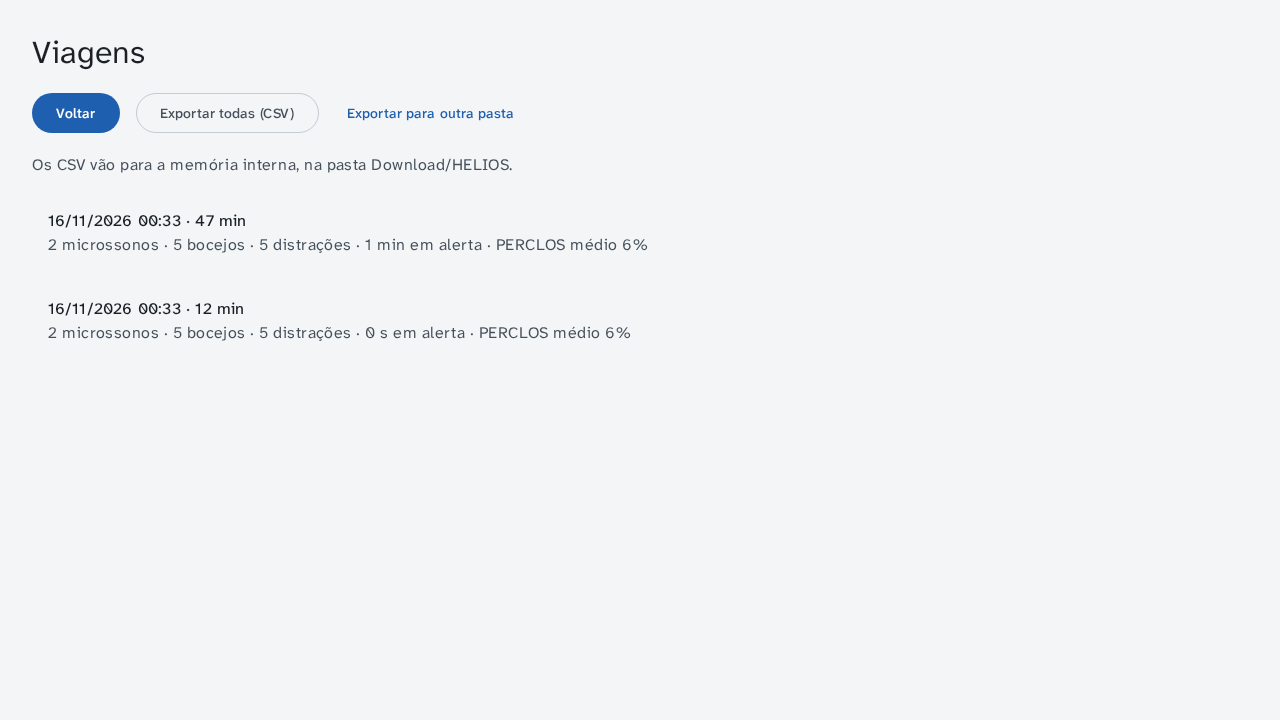 Viagens
Voltar
Exportar todas (CSV)
Exportar para outra pasta
Os CSV vão para a memória interna, na pasta Download/HELIOS.
16/11/2026 00:33 · 47 min
2 microssonos · 5 bocejos · 5 distrações · 1 min em alerta · PERCLOS médio 6%
16/11/2026 00:33 · 12 min
2 microssonos · 5 bocejos · 5 distrações · 0 s em alerta · PERCLOS médio 6%